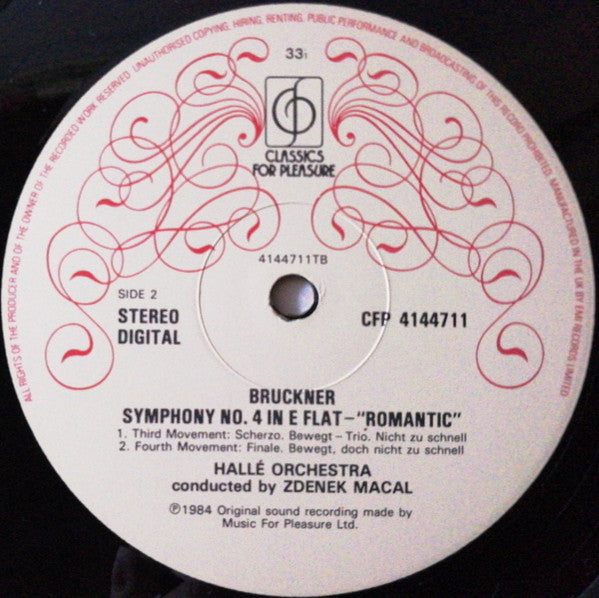 ALL RIGHTS OF THE PRODUCER AND OF THE OWNER OF THE RECORDED WORK RESERVED. UNAUTHORISED COPYING, HIRING, RENTING, PUBLIC PERFORMANCE AND BROADCASTING OF THIS RECORD PROHIBITED. MANUFACTURED IN THE UK BY EMI RECORDS LIMITED
33⅓
CLASSICS
FOR PLEASURE
4144711TB
SIDE 2
STEREO
DIGITAL
CFP 4144711
BRUCKNER
SYMPHONY NO. 4 IN E FLAT–"ROMANTIC"
1. Third Movement: Scherzo. Bewegt – Trio. Nicht zu schnell
2. Fourth Movement: Finale. Bewegt, doch nicht zu schnell
HALLÉ ORCHESTRA
conducted by ZDENEK MACAL
℗1984 Original sound recording made by
Music For Pleasure Ltd.